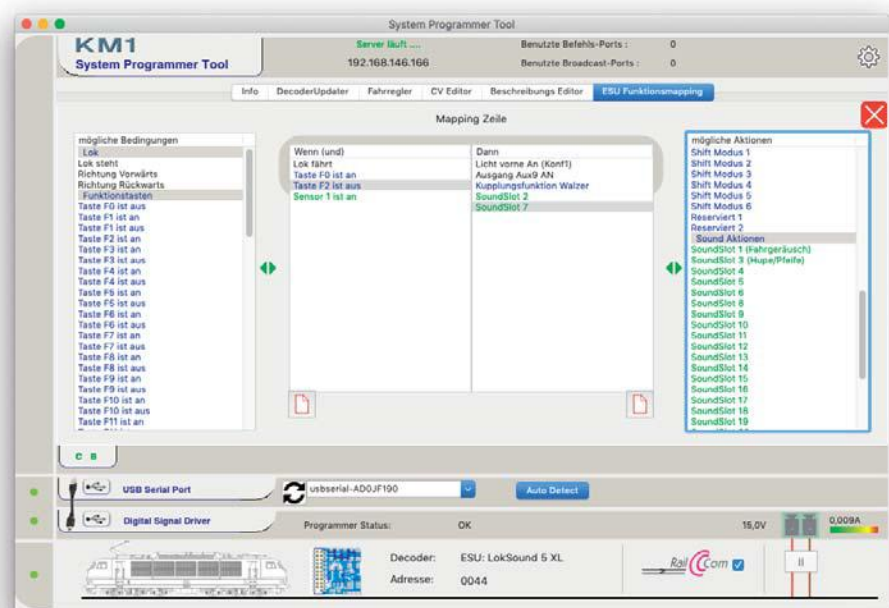 System Programmer Tool
KM1
System Programmer Tool
Server läuft ....
192.168.146.166
Benutzte Befehls-Ports : 0
Benutzte Broadcast-Ports : 0
Info DecoderUpdater Fahrregler CV Editor Beschreibungs Editor ESU Funktionsmapping
Mapping Zeile
mögliche Bedingungen
Lok
Lok steht
Richtung Vorwärts
Richtung Rückwarts
Funktionstasten
Taste F0 ist aus
Taste F1 ist an
Taste F1 ist aus
Taste F2 ist an
Taste F3 ist an
Taste F3 ist aus
Taste F4 ist an
Taste F4 ist aus
Taste F5 ist an
Taste F5 ist aus
Taste F6 ist an
Taste F6 ist aus
Taste F7 ist an
Taste F7 ist aus
Taste F8 ist an
Taste F8 ist aus
Taste F9 ist an
Taste F9 ist aus
Taste F10 ist an
Taste F10 ist aus
Taste F11 ist an
Wenn (und)
Lok fährt
Taste F0 ist an
Taste F2 ist aus
Sensor 1 ist an
Dann
Licht vorne An (Konf1)
Ausgang Aux9 AN
Kupplungsfunktion Walzer
SoundSlot 2
SoundSlot 7
mögliche Aktionen
Shift Modus 1
Shift Modus 2
Shift Modus 3
Shift Modus 4
Shift Modus 5
Shift Modus 6
Reserviert 1
Reserviert 2
Sound Aktionen
SoundSlot 1 (Fahrgeräusch)
SoundSlot 3 (Hupe/Pfeife)
SoundSlot 4
SoundSlot 5
SoundSlot 6
SoundSlot 8
SoundSlot 9
SoundSlot 10
SoundSlot 11
SoundSlot 12
SoundSlot 13
SoundSlot 14
SoundSlot 15
SoundSlot 16
SoundSlot 17
SoundSlot 18
SoundSlot 19
C B
USB Serial Port
usbserial-AD0JF190
Auto Detect
Digital Signal Driver
Programmer Status: OK
15,0V
0,009A
Decoder: ESU: LokSound 5 XL
Adresse: 0044
RailCom